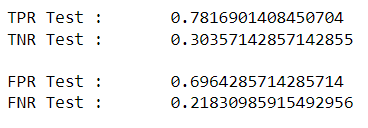 TPR Test :       0.7816901408450704
TNR Test :       0.30357142857142855
FPR Test :       0.6964285714285714
FNR Test :       0.21830985915492956